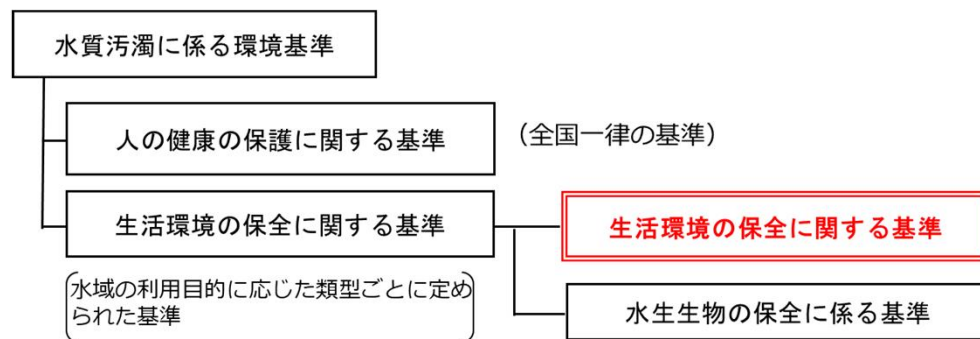 水質汚濁に係る環境基準
人の健康の保護に関する基準
(全国一律の基準)
生活環境の保全に関する基準
生活環境の保全に関する基準
水域の利用目的に応じた類型ごとに定め
られた基準
水生生物の保全に係る基準